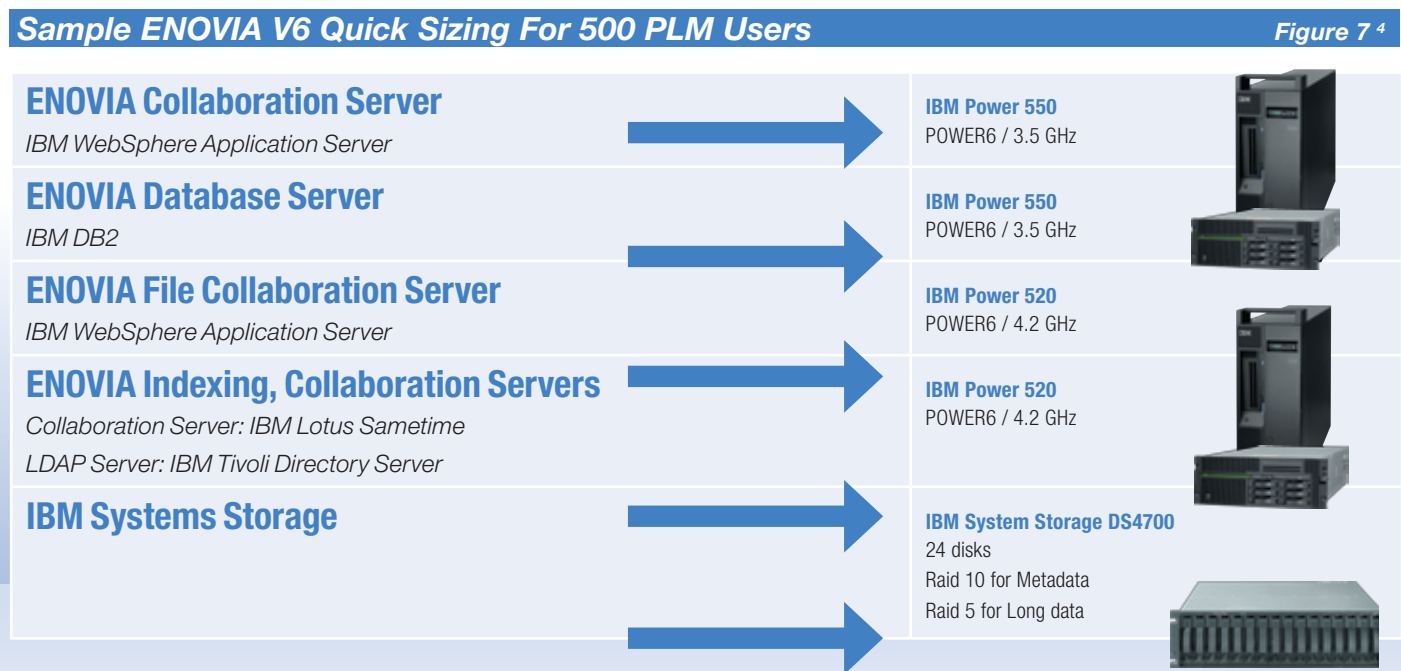 Sample ENOVIA V6 Quick Sizing For 500 PLM Users
Figure 7 4
ENOVIA Collaboration Server
IBM WebSphere Application Server
IBM Power 550
POWER6 / 3.5 GHz
ENOVIA Database Server
IBM DB2
IBM Power 550
POWER6 / 3.5 GHz
ENOVIA File Collaboration Server
IBM WebSphere Application Server
IBM Power 520
POWER6 / 4.2 GHz
ENOVIA Indexing, Collaboration Servers
Collaboration Server: IBM Lotus Sametime
LDAP Server: IBM Tivoli Directory Server
IBM Power 520
POWER6 / 4.2 GHz
IBM Systems Storage
IBM System Storage DS4700
24 disks
Raid 10 for Metadata
Raid 5 for Long data